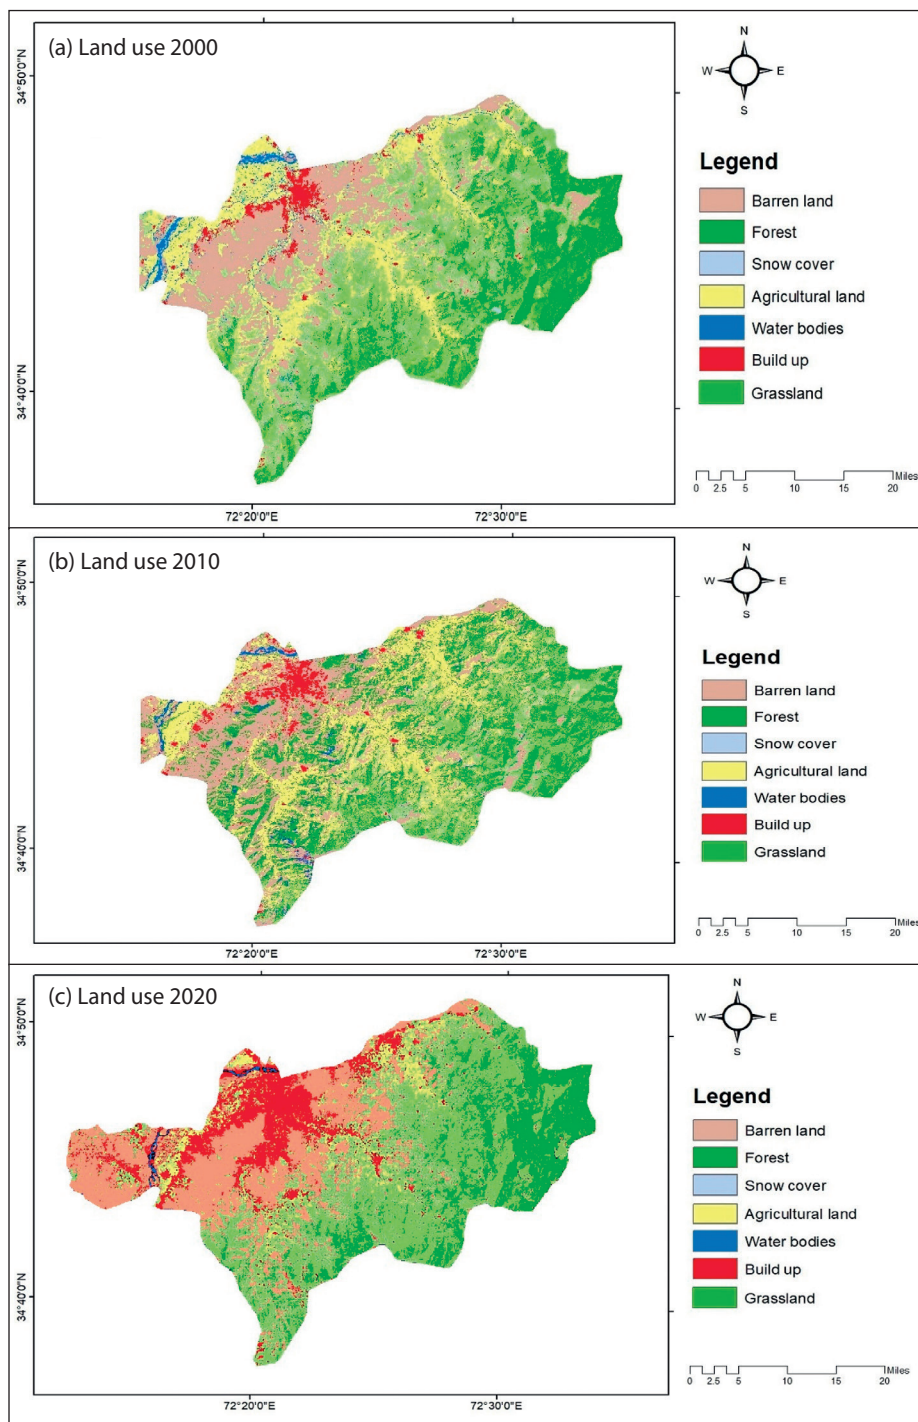 (a) Land use 2000
N
W E
S
34°50'0"N
34°40'0"N
72°20'0"E 72°30'0"E
Legend
Barren land
Forest
Snow cover
Agricultural land
Water bodies
Build up
Grassland
0 2.5 5 10 15 20 Miles
(b) Land use 2010
N
W E
S
34°50'0"N
34°40'0"N
72°20'0"E 72°30'0"E
Legend
Barren land
Forest
Snow cover
Agricultural land
Water bodies
Build up
Grassland
0 2.5 5 10 15 20 Miles
(c) Land use 2020
N
W E
S
34°50'0"N
34°40'0"N
72°20'0"E 72°30'0"E
Legend
Barren land
Forest
Snow cover
Agricultural land
Water bodies
Build up
Grassland
0 2.5 5 10 15 20 Miles